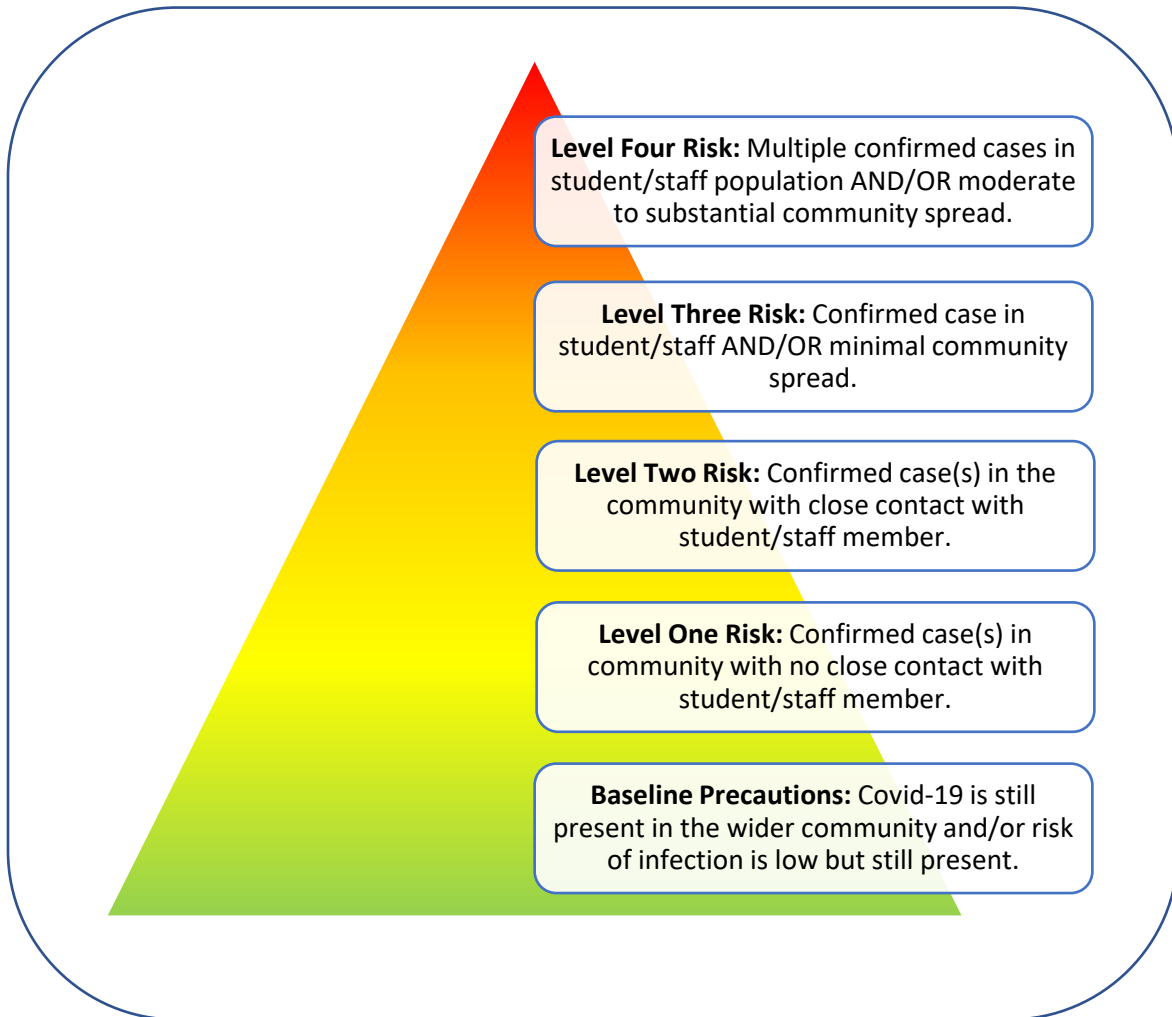 Level Four Risk: Multiple confirmed cases in
student/staff population AND/OR moderate
to substantial community spread.
Level Three Risk: Confirmed case in
student/staff AND/OR minimal community
spread.
Level Two Risk: Confirmed case(s) in the
community with close contact with
student/staff member.
Level One Risk: Confirmed case(s) in
community with no close contact with
student/staff member.
Baseline Precautions: Covid-19 is still
present in the wider community and/or risk
of infection is low but still present.